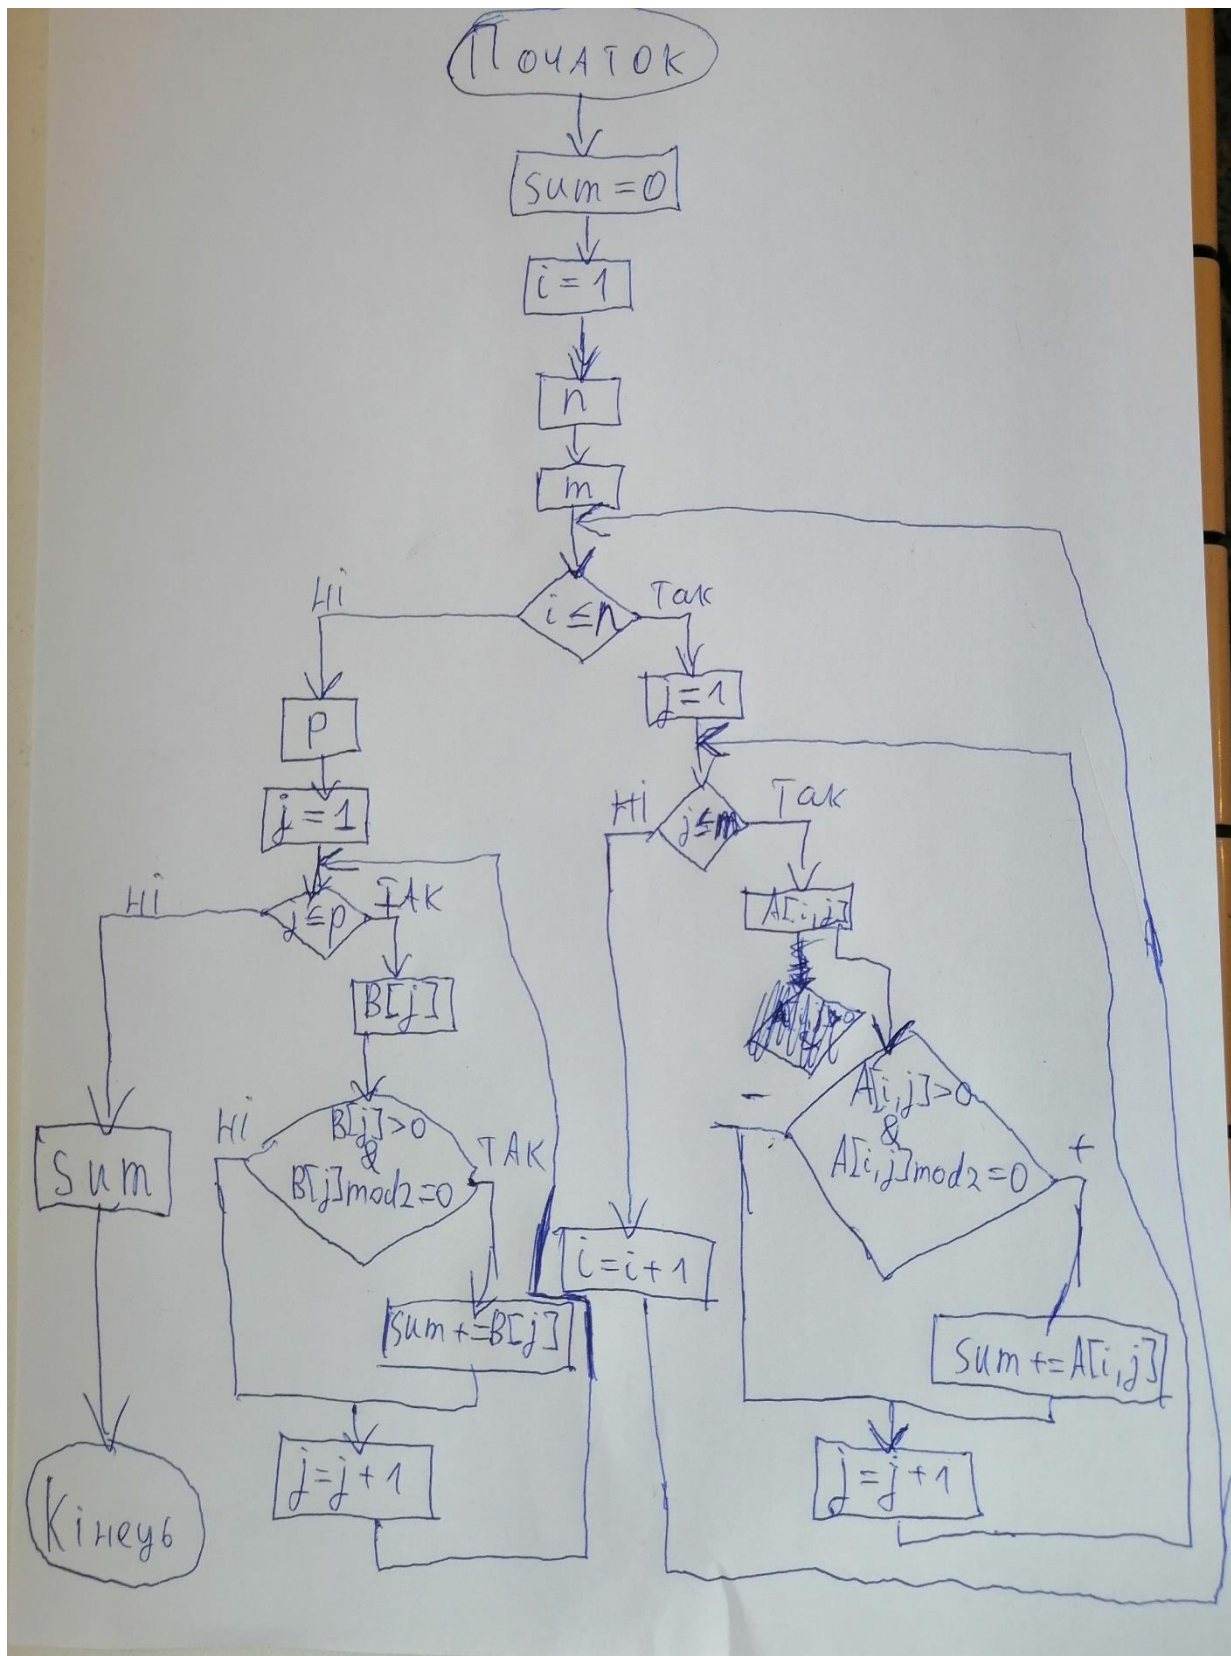 Початок
sum=0
i=1
n
m
i≤n
Ні
Так
p
j=1
j≤p
Ні
ТАК
B[j]
B[j]>0
&
B[j]mod2=0
Ні
ТАК
sum+=B[j]
j=j+1
sum
Кінець
j=1
j≤m
Ні
Так
A[i,j]
A[i,j]>0
&
A[i,j]mod2=0
-
+
sum+=A[i,j]
j=j+1
i=i+1